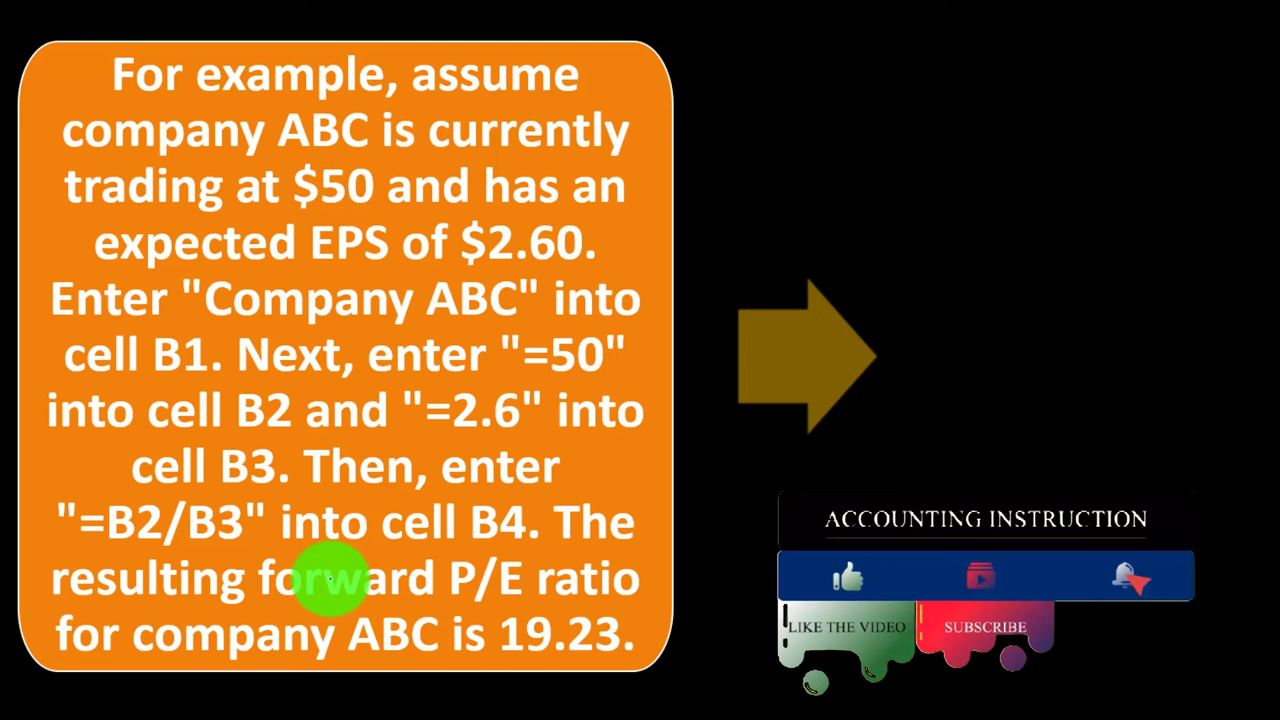 For example, assume
company ABC is currently
trading at $50 and has an
expected EPS of $2.60.
Enter "Company ABC" into
cell B1. Next, enter "=50"
into cell B2 and "=2.6" into
cell B3. Then, enter
"=B2/B3" into cell B4. The
resulting forward P/E ratio
for company ABC is 19.23.
ACCOUNTING INSTRUCTION
LIKE THE VIDEO
SUBSCRIBE